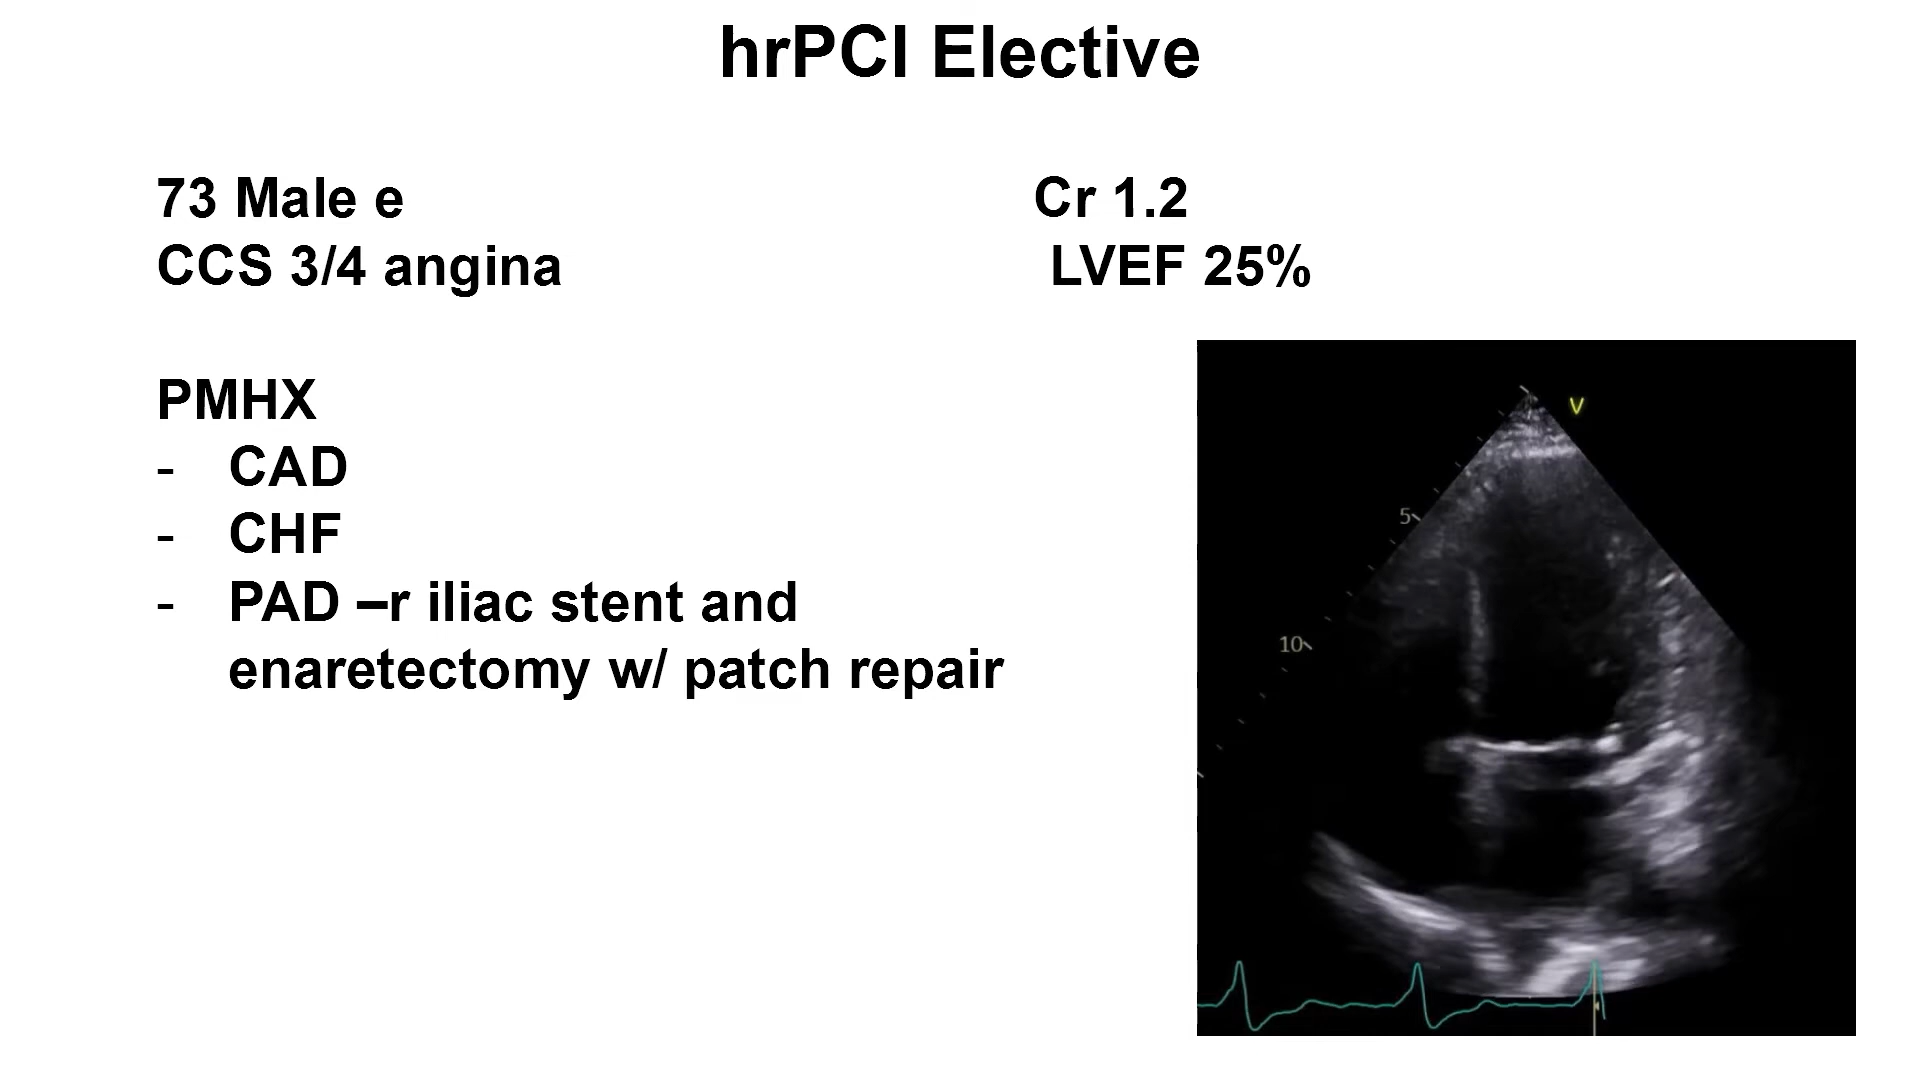 hrPCI Elective
73 Male e
CCS 3/4 angina
Cr 1.2
LVEF 25%
PMHX
- CAD
- CHF
- PAD –r iliac stent and
enaretectomy w/ patch repair
V
5
10